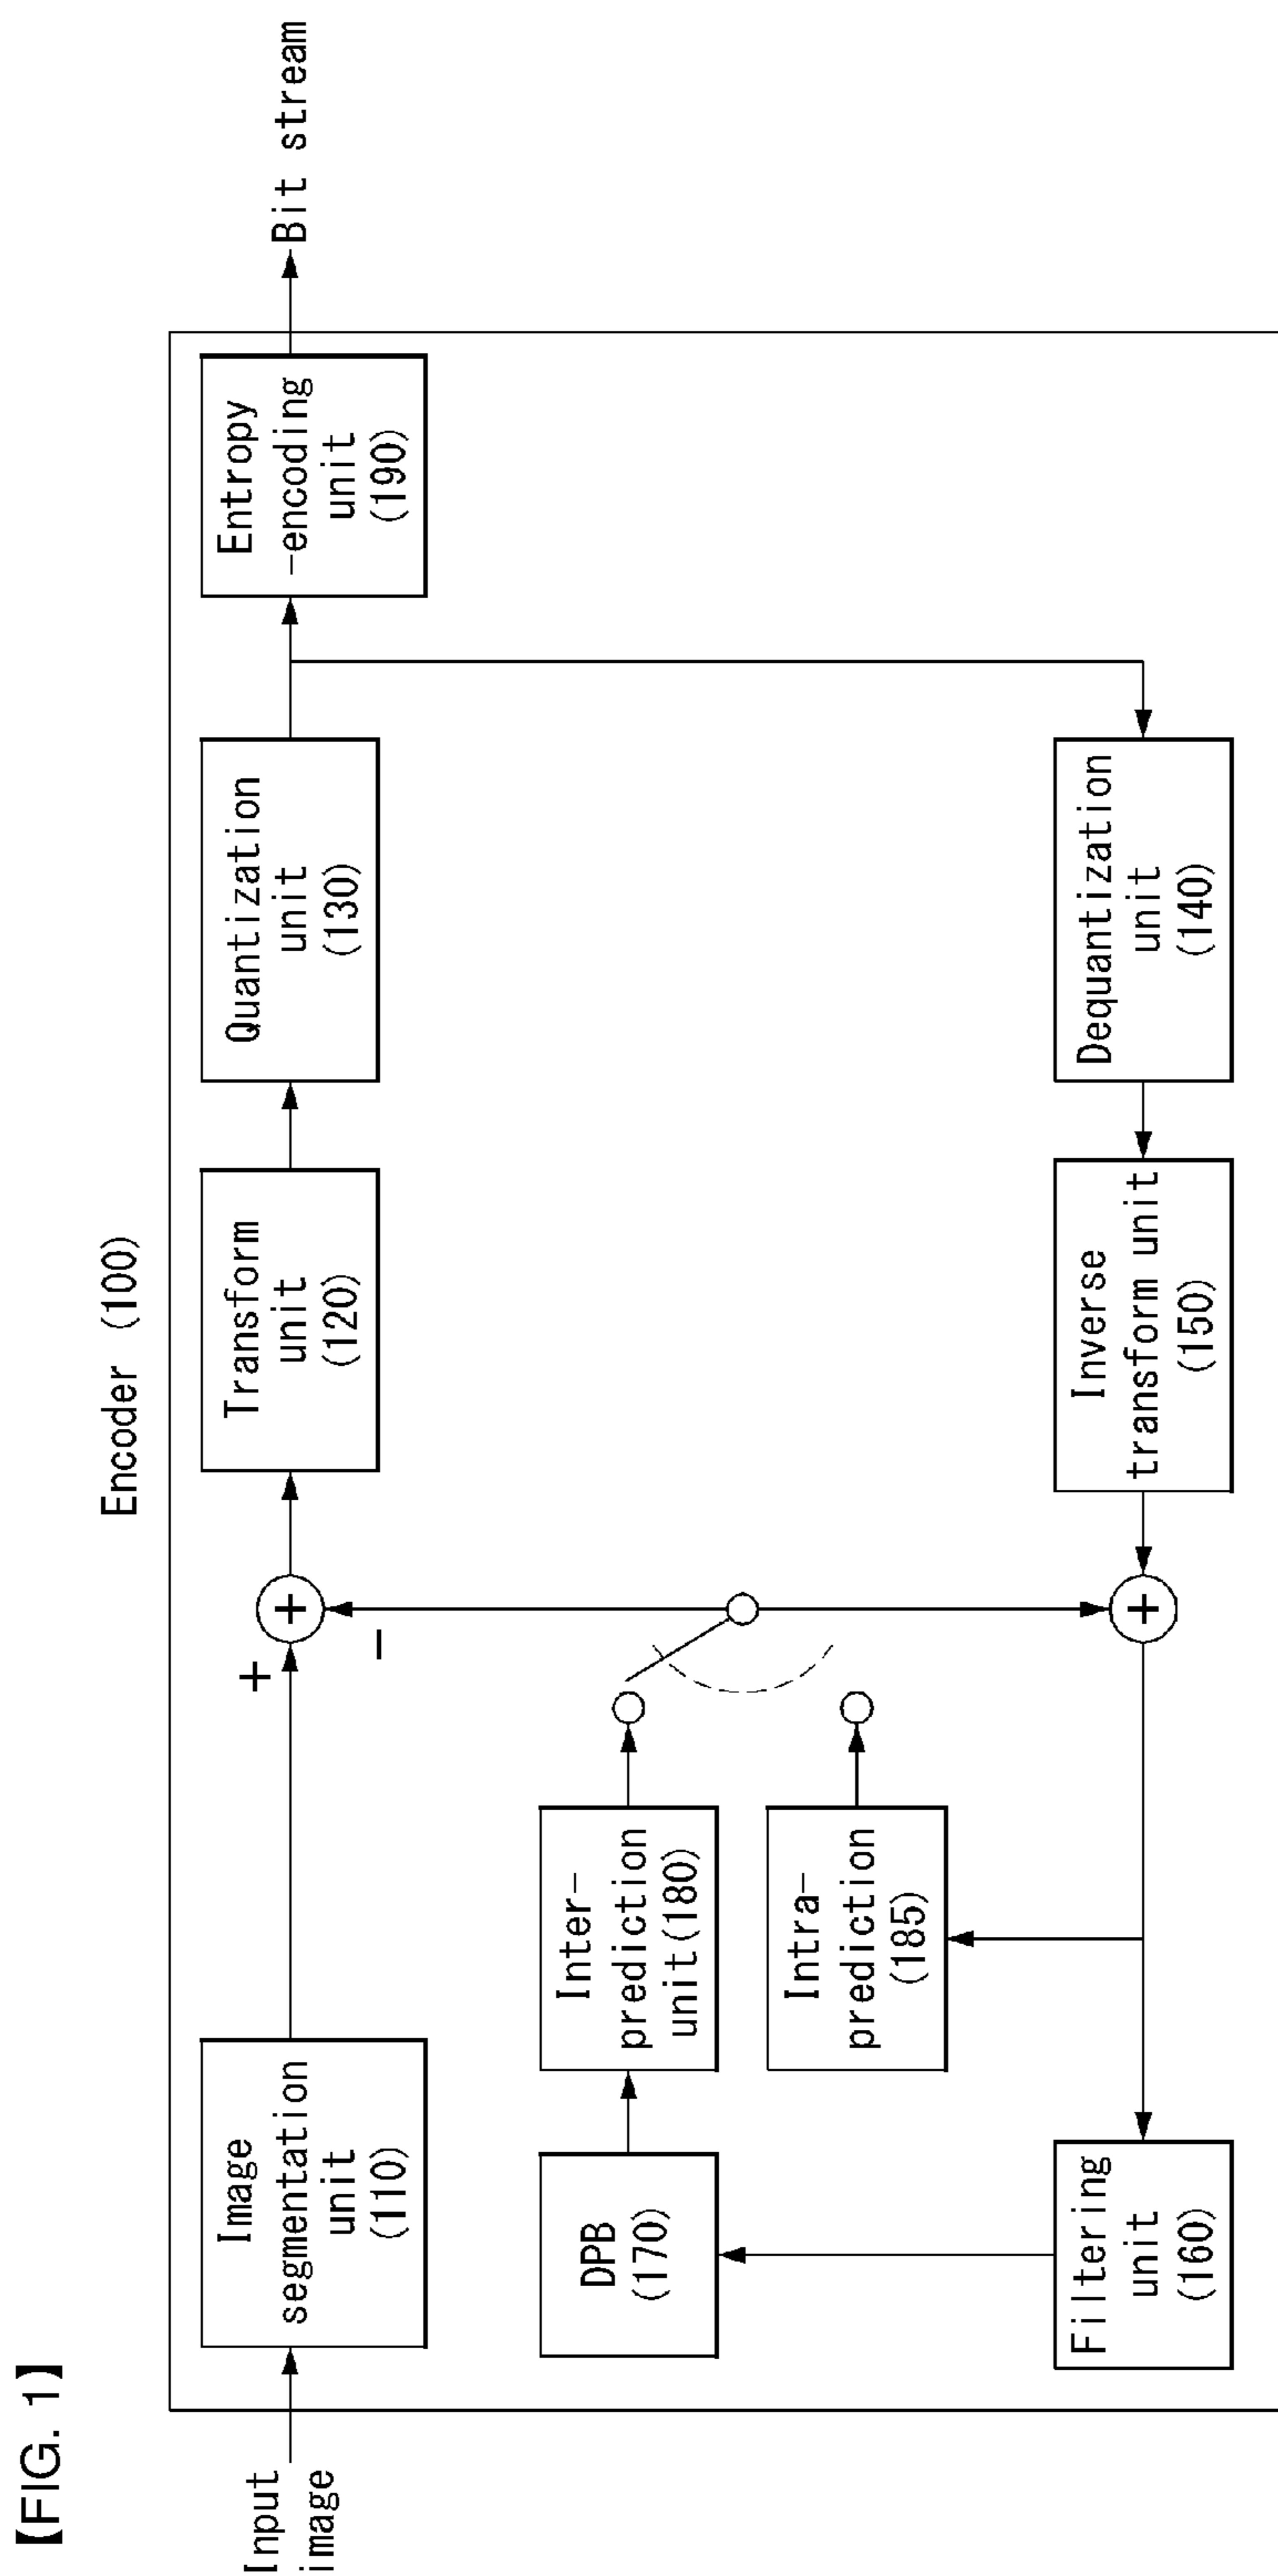 【FIG. 1】
Encoder (100)
Input
image
Image
segmentation
unit
(110)
+
-
+
Transform
unit
(120)
Quantization
unit
(130)
Entropy
-encoding
unit
(190)
Bit stream
DPB
(170)
Inter-
prediction
unit(180)
Intra-
prediction
(185)
Filtering
unit
(160)
+
Inverse
transform unit
(150)
Dequantization
unit
(140)